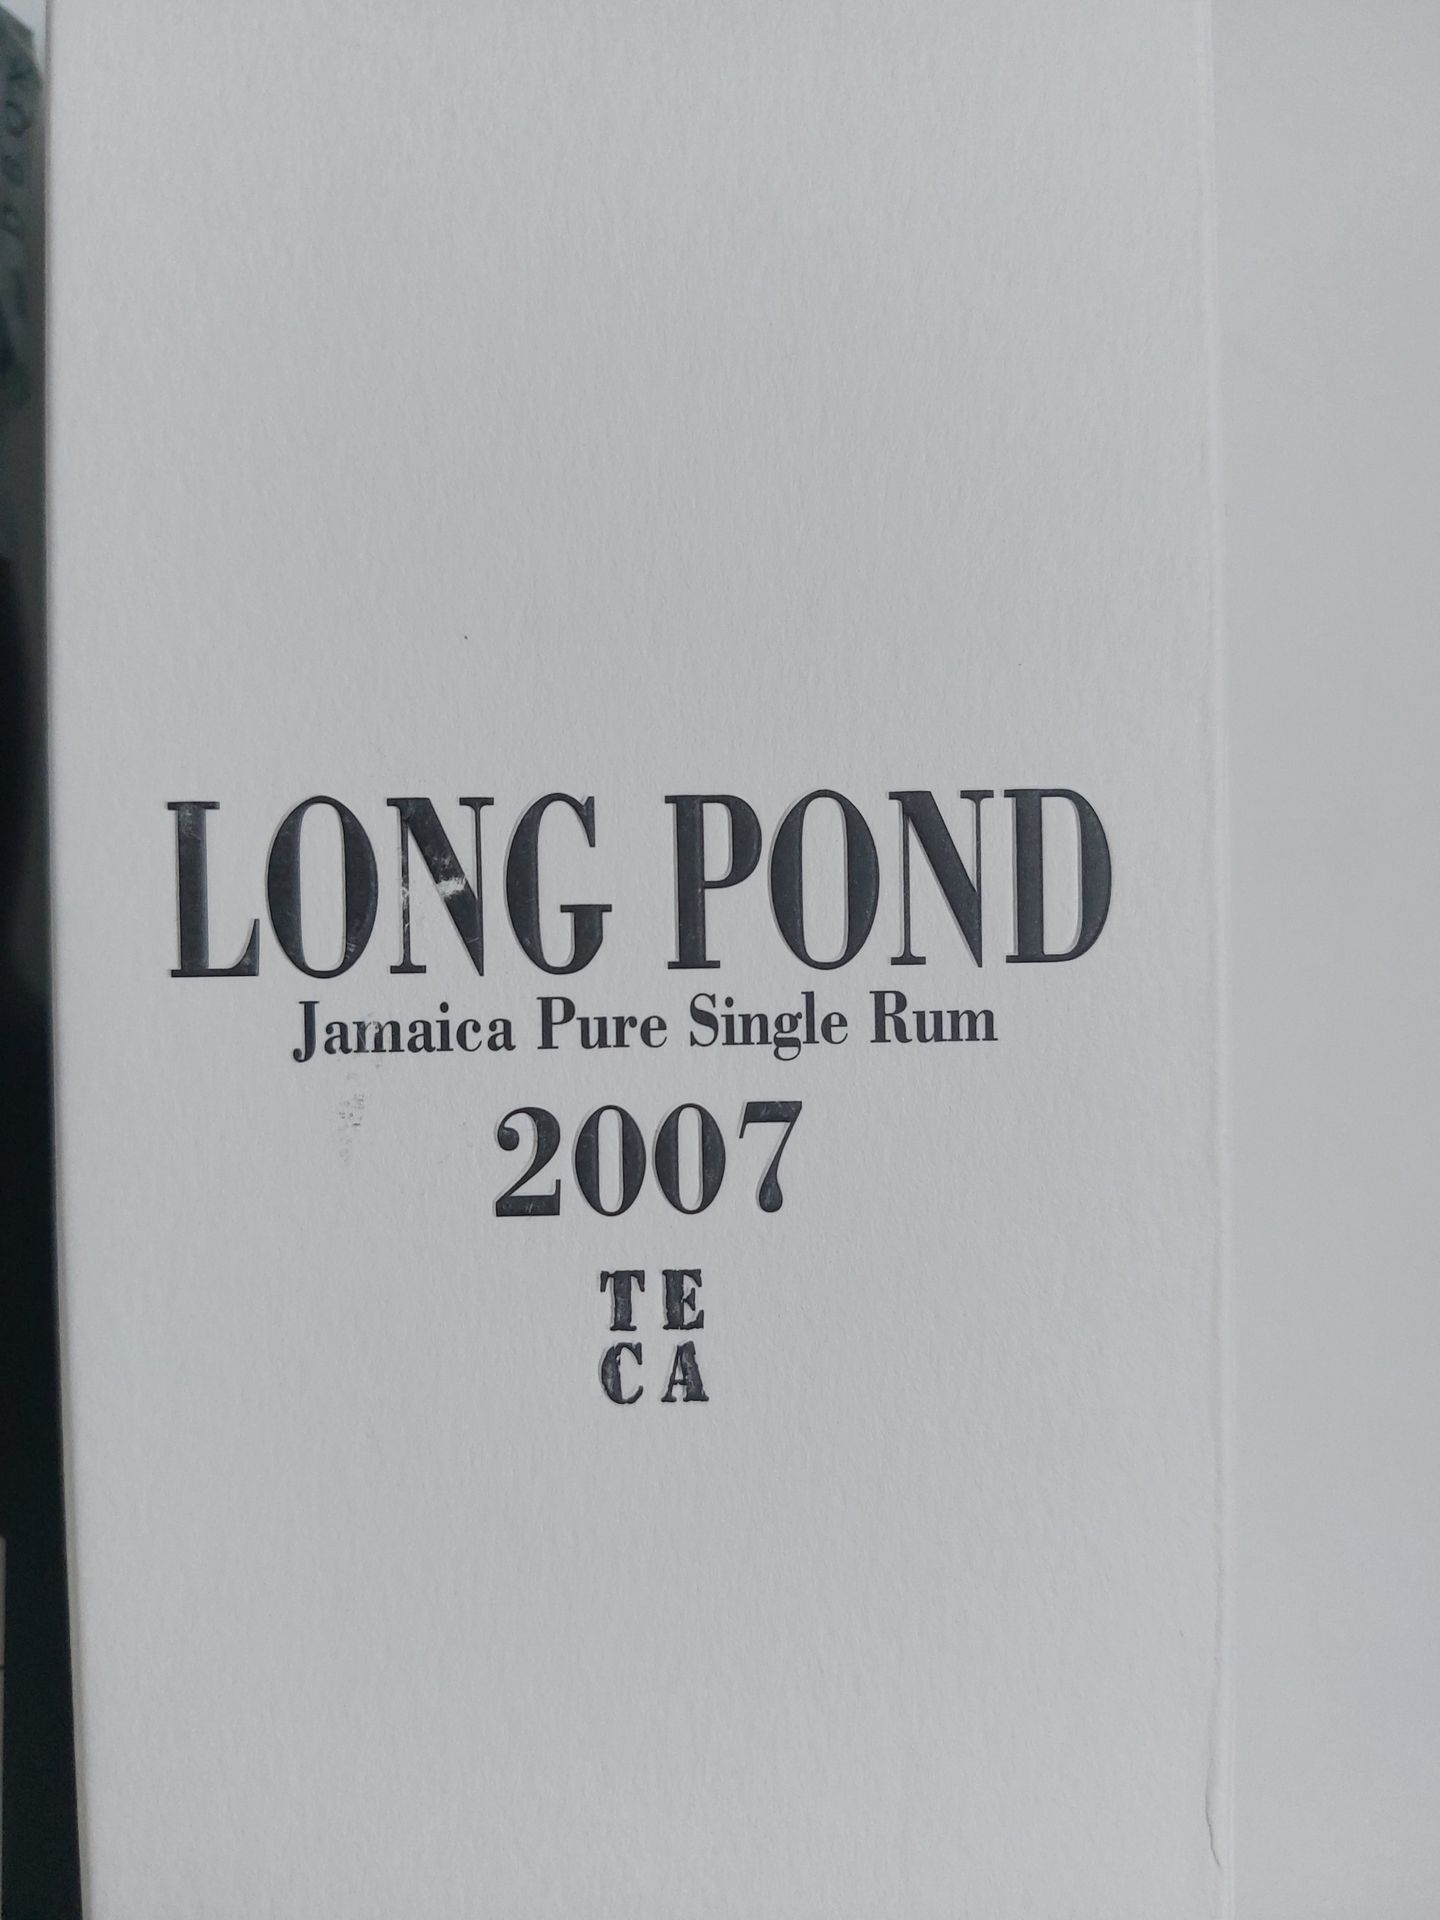 LONG POND
Jamaica Pure Single Rum
2007
TE
CA